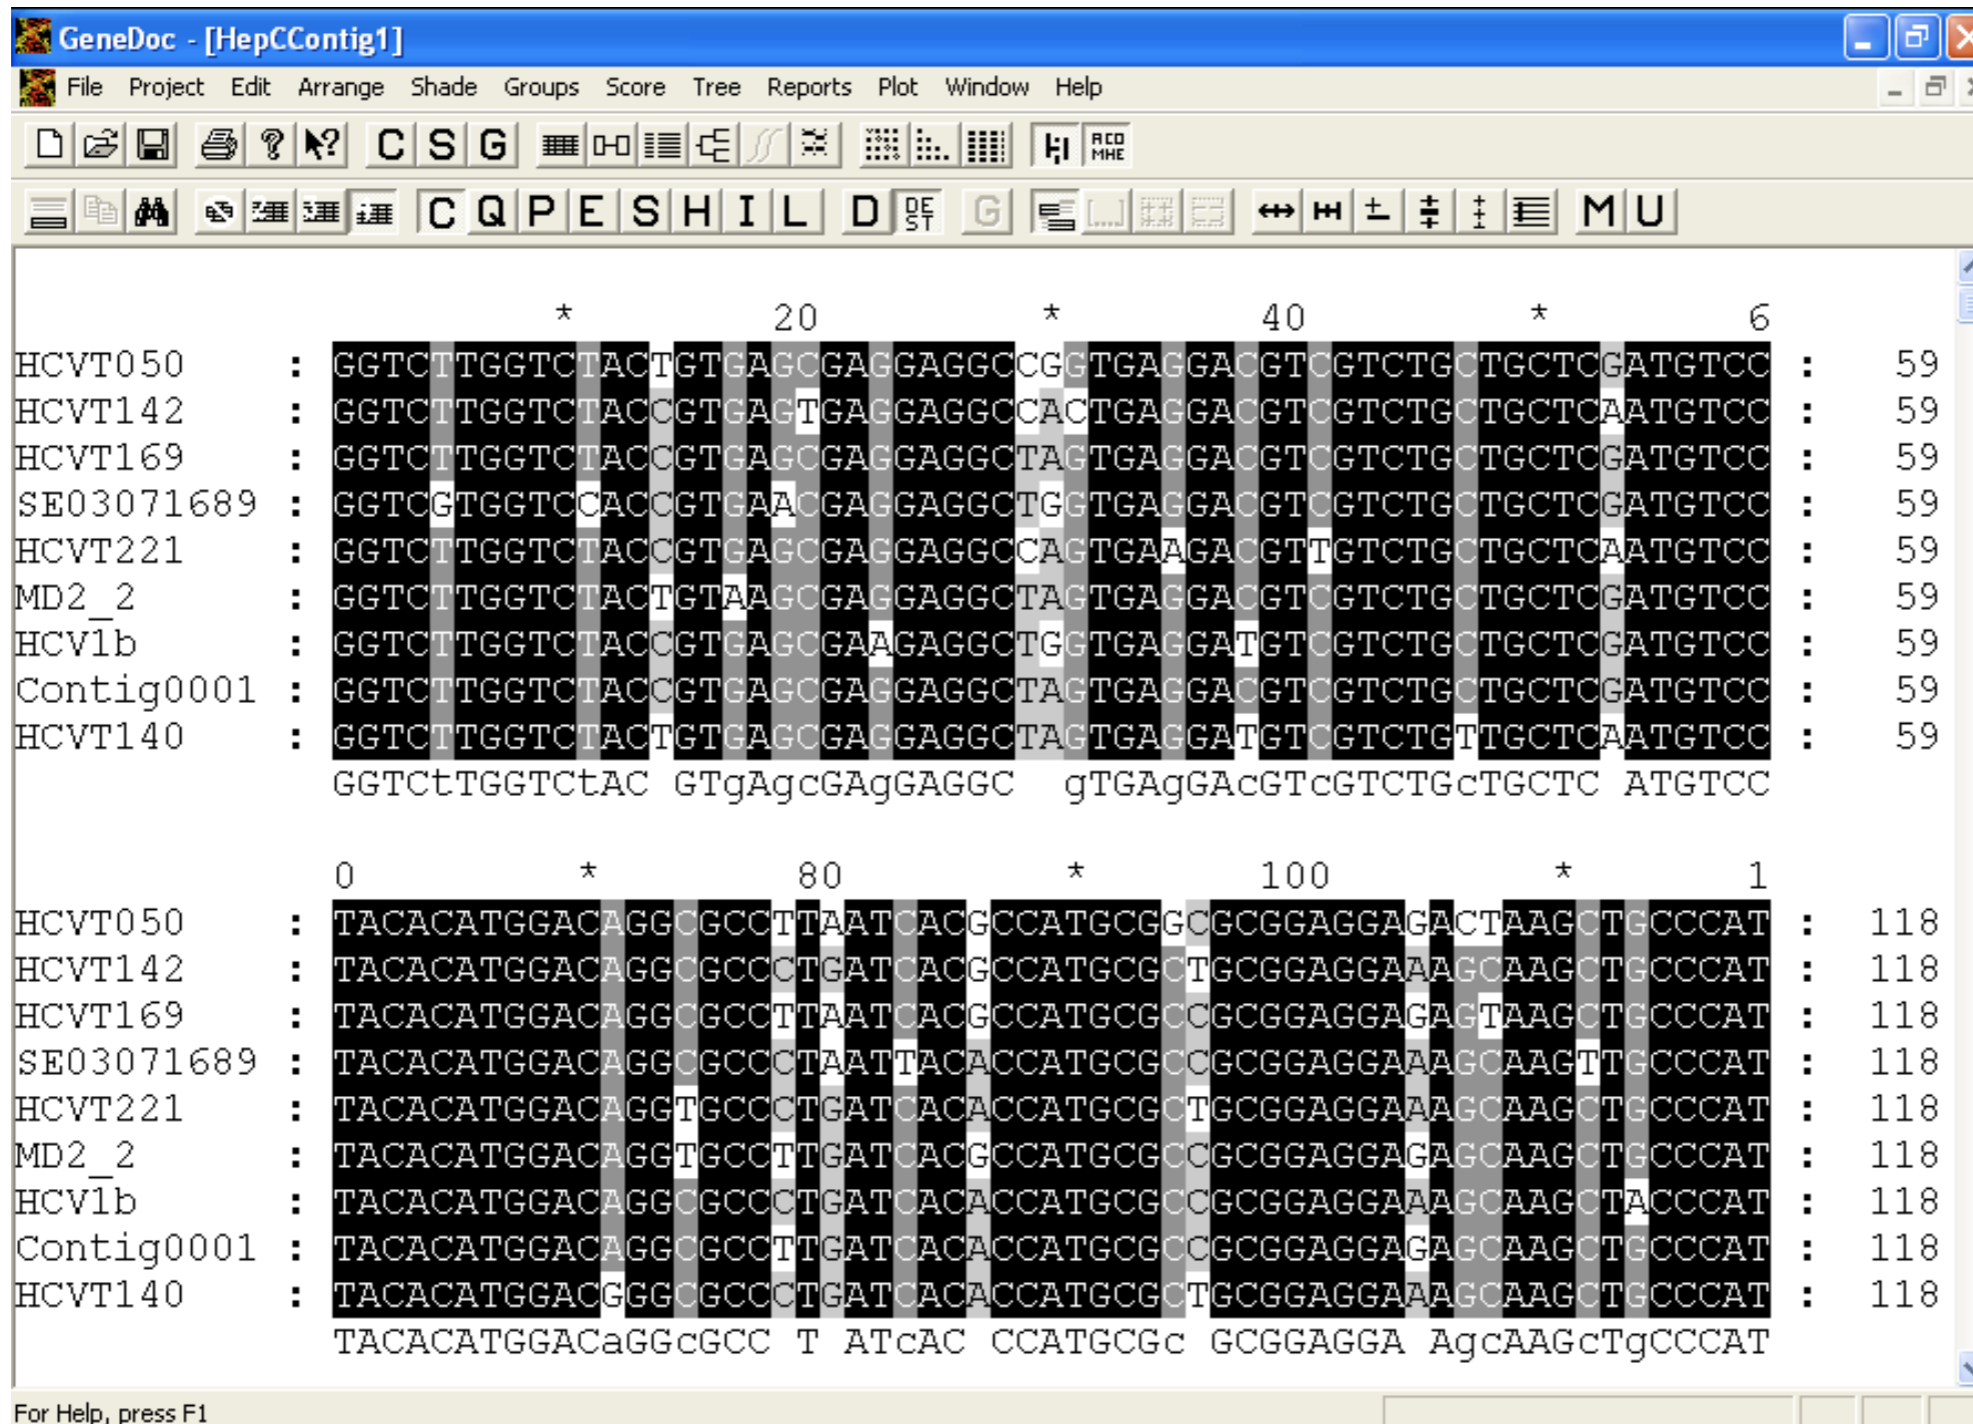 GeneDoc - [HepCContig1]
File Project Edit Arrange Shade Groups Score Tree Reports Plot Window Help
C S G RCD MHE
C Q P E S H I L D DE ST G M U
* 20 * 40 * 6
HCVT050 : GGTCTTGGTCTACTGTGAGCGAGGAGGCCGGTGAGGACGTCGTCTGCTGCTCGATGTCC : 59
HCVT142 : GGTCTTGGTCTACCGTGAGTGAGGAGGCCACTGAGGACGTCGTCTGCTGCTCAATGTCC : 59
HCVT169 : GGTCTTGGTCTACCGTGAGCGAGGAGGCTAGTGAGGACGTCGTCTGCTGCTCGATGTCC : 59
SE03071689 : GGTCGTGGTCCACCGTGAACGAGGAGGCTGGTGAGGACGTCGTCTGCTGCTCGATGTCC : 59
HCVT221 : GGTCTTGGTCTACCGTGAGCGAGGAGGCCAGTGAAGACGTTGTCTGCTGCTCAATGTCC : 59
MD2_2 : GGTCTTGGTCTACTGTAAGCGAGGAGGCTAGTGAGGACGTCGTCTGCTGCTCGATGTCC : 59
HCV1b : GGTCTTGGTCTACCGTGAGCGAAGAGGCTGGTGAGGATGTCGTCTGCTGCTCGATGTCC : 59
Contig0001 : GGTCTTGGTCTACCGTGAGCGAGGAGGCTAGTGAGGACGTCGTCTGCTGCTCGATGTCC : 59
HCVT140 : GGTCTTGGTCTACTGTGAGCGAGGAGGCTAGTGAGGATGTCGTCTGTTGCTCAATGTCC : 59
GGTCtTGGTCtAC GTgAgcGAgGAGGC  gTGAgGAcGTcGTCTGcTGCTC ATGTCC
0 * 80 * 100 * 1
HCVT050 : TACACATGGACAGGCGCCTTAATCACGCCATGCGGCGCGGAGGAGACTAAGCTGCCCAT : 118
HCVT142 : TACACATGGACAGGCGCCCTGATCACGCCATGCGCTGCGGAGGAAAGCAAGCTGCCCAT : 118
HCVT169 : TACACATGGACAGGCGCCTTAATCACGCCATGCGCCGCGGAGGAGAGTAAGCTGCCCAT : 118
SE03071689 : TACACATGGACAGGCGCCCTAATTACACCATGCGCCGCGGAGGAAAGCAAGTTGCCCAT : 118
HCVT221 : TACACATGGACAGGTGCCCTGATCACACCATGCGCTGCGGAGGAAAGCAAGCTGCCCAT : 118
MD2_2 : TACACATGGACAGGTGCCTTGATCACGCCATGCGCCGCGGAGGAGAGCAAGCTGCCCAT : 118
HCV1b : TACACATGGACAGGCGCCCTGATCACACCATGCGCCGCGGAGGAAAGCAAGCTACCCAT : 118
Contig0001 : TACACATGGACAGGCGCCTTGATCACACCATGCGCCGCGGAGGAGAGCAAGCTGCCCAT : 118
HCVT140 : TACACATGGACGGGCGCCCTGATCACACCATGCGCTGCGGAGGAAAGCAAGCTGCCCAT : 118
TACACATGGACaGGcGCC T ATcAC CCATGCGc GCGGAGGA AgcAAGcTgCCCAT
For Help, press F1